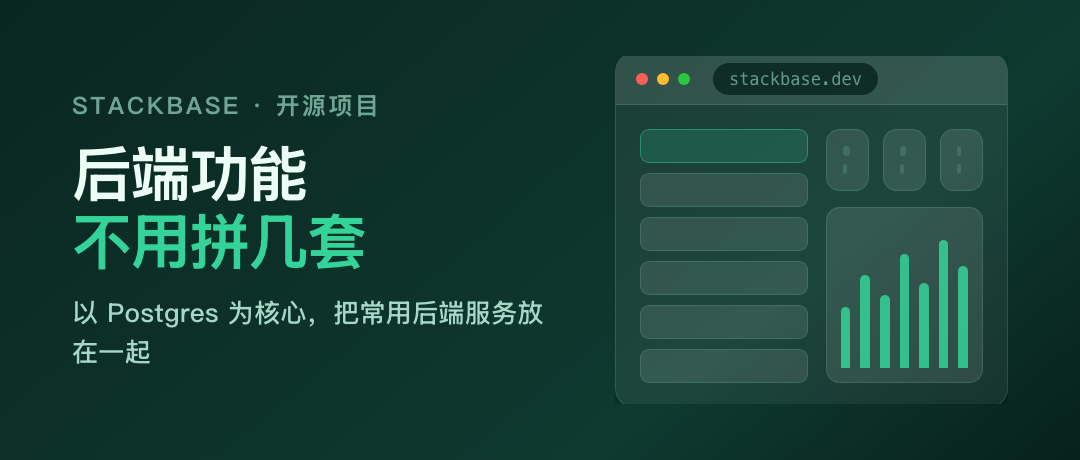 STACKBASE · 开源项目
后端功能
不用拼几套
以 Postgres 为核心，把常用后端服务放
在一起
stackbase.dev